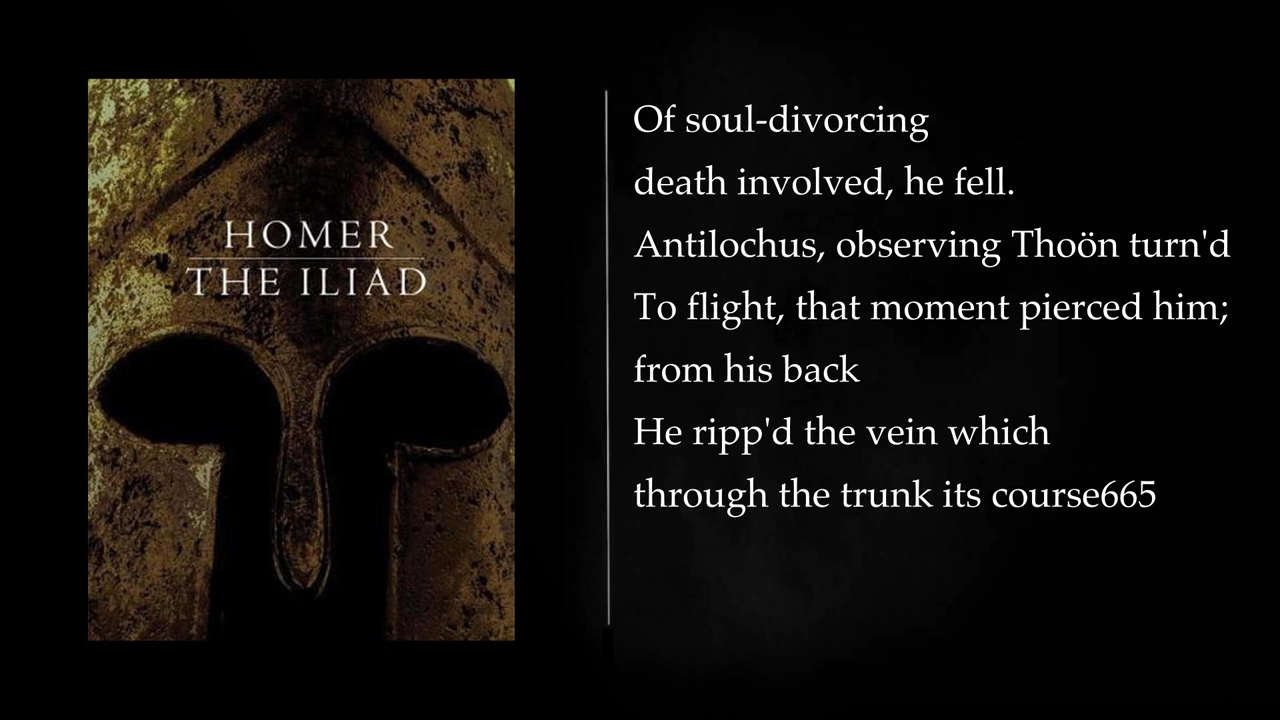 HOMER
THE ILIAD
Of soul-divorcing
death involved, he fell.
Antilochus, observing Thoön turn'd
To flight, that moment pierced him;
from his back
He ripp'd the vein which
through the trunk its course665